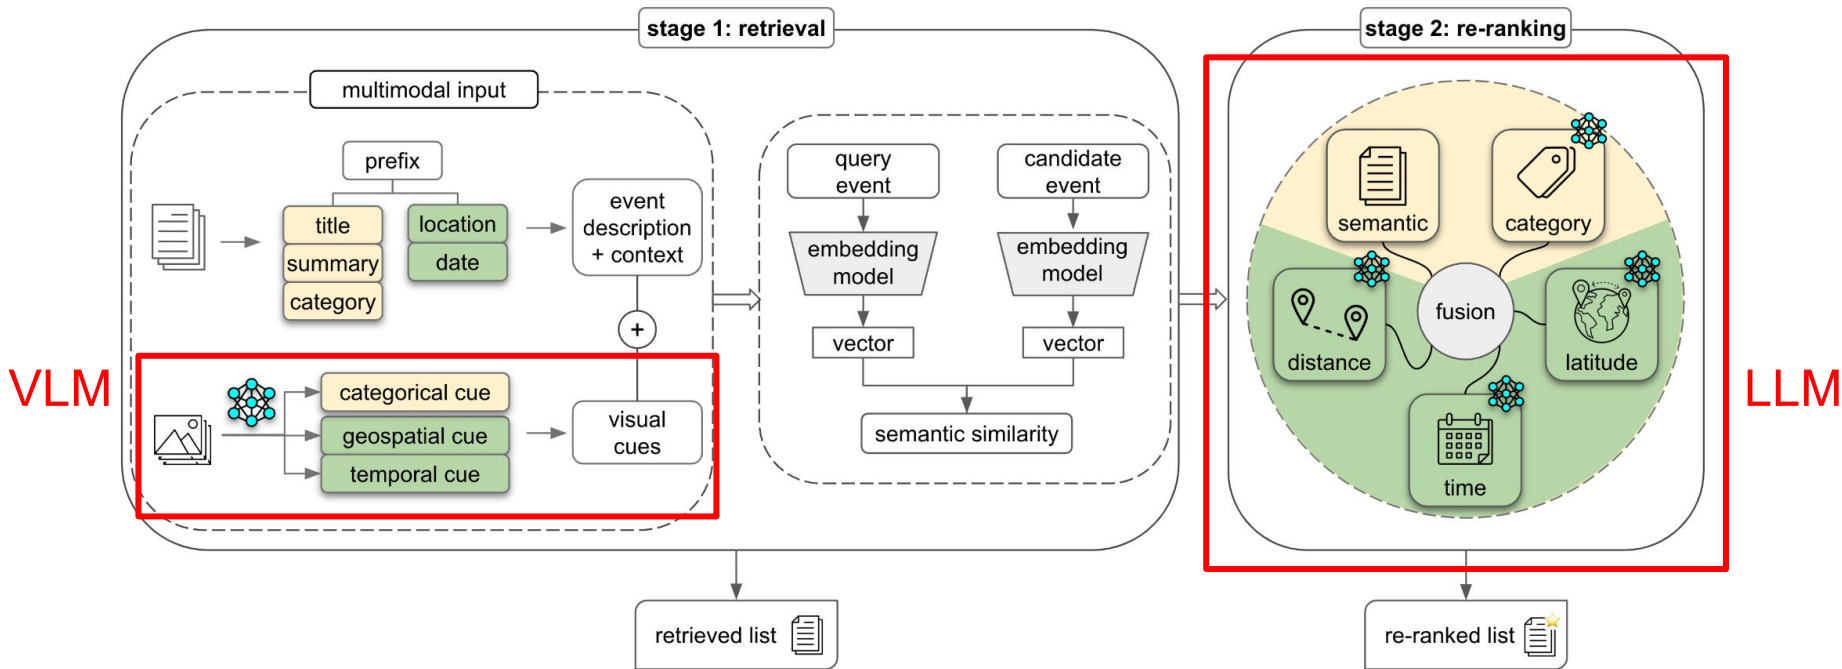 stage 1: retrieval
stage 2: re-ranking
multimodal input
prefix
title
summary
category
location
date
event
description
+ context
+
VLM
categorical cue
geospatial cue
temporal cue
visual
cues
query
event
candidate
event
embedding
model
embedding
model
vector
vector
semantic similarity
semantic
category
distance
fusion
latitude
time
LLM
retrieved list
re-ranked list